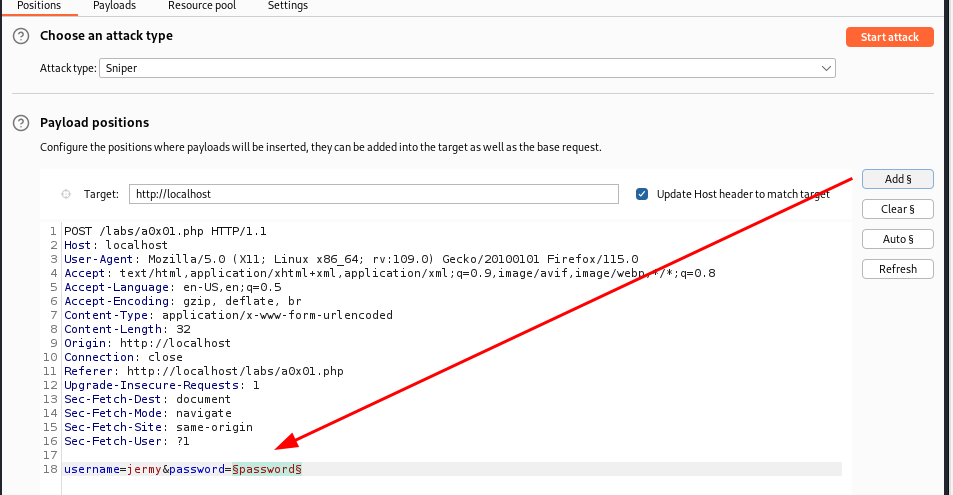 Positions Payloads Resource pool Settings
Choose an attack type
Start attack
Attack type: Sniper
Payload positions
Configure the positions where payloads will be inserted, they can be added into the target as well as the base request.
Target: http://localhost
Update Host header to match target
Add §
Clear §
Auto §
Refresh
1 POST /labs/a0x01.php HTTP/1.1
2 Host: localhost
3 User-Agent: Mozilla/5.0 (X11; Linux x86_64; rv:109.0) Gecko/20100101 Firefox/115.0
4 Accept: text/html,application/xhtml+xml,application/xml;q=0.9,image/avif,image/webp,*/*;q=0.8
5 Accept-Language: en-US,en;q=0.5
6 Accept-Encoding: gzip, deflate, br
7 Content-Type: application/x-www-form-urlencoded
8 Content-Length: 32
9 Origin: http://localhost
10 Connection: close
11 Referer: http://localhost/labs/a0x01.php
12 Upgrade-Insecure-Requests: 1
13 Sec-Fetch-Dest: document
14 Sec-Fetch-Mode: navigate
15 Sec-Fetch-Site: same-origin
16 Sec-Fetch-User: ?1
17
18 username=jermy&password=§password§